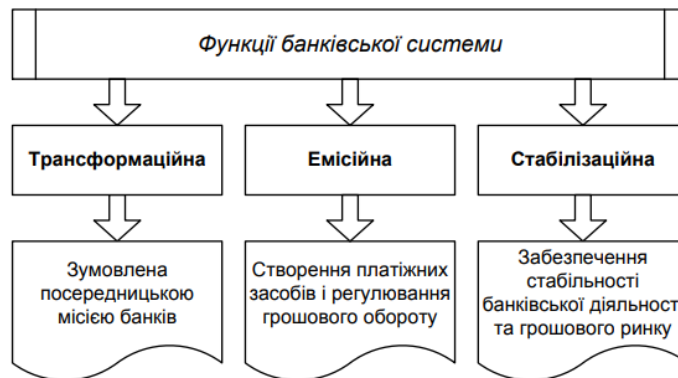 Функції банківської системи
Трансформаційна
Емісійна
Стабілізаційна
Зумовлена
посередницькою
місією банків
Створення платіжних
засобів і регулювання
грошового обороту
Забезпечення
стабільності
банківської діяльност
та грошового ринку